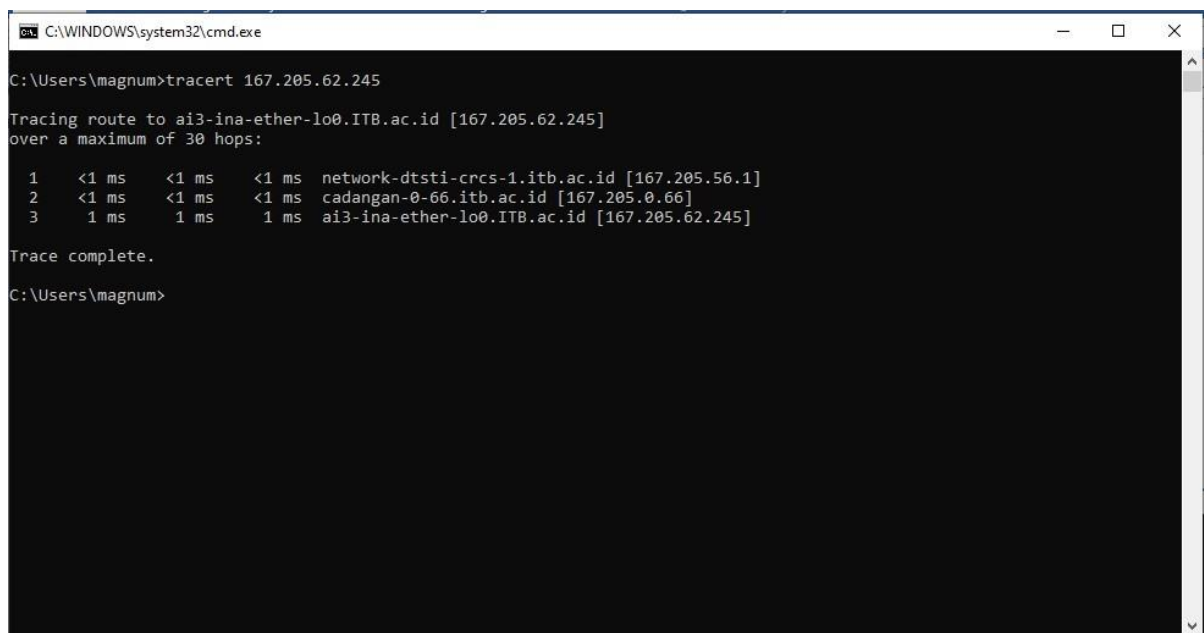 C:\WINDOWS\system32\cmd.exe
C:\Users\magnum>tracert 167.205.62.245
Tracing route to ai3-ina-ether-lo0.ITB.ac.id [167.205.62.245]
over a maximum of 30 hops:
1 <1 ms <1 ms <1 ms network-dtsti-crcs-1.itb.ac.id [167.205.56.1]
2 <1 ms <1 ms <1 ms cadangan-0-66.itb.ac.id [167.205.0.66]
3 1 ms 1 ms 1 ms ai3-ina-ether-lo0.ITB.ac.id [167.205.62.245]
Trace complete.
C:\Users\magnum>